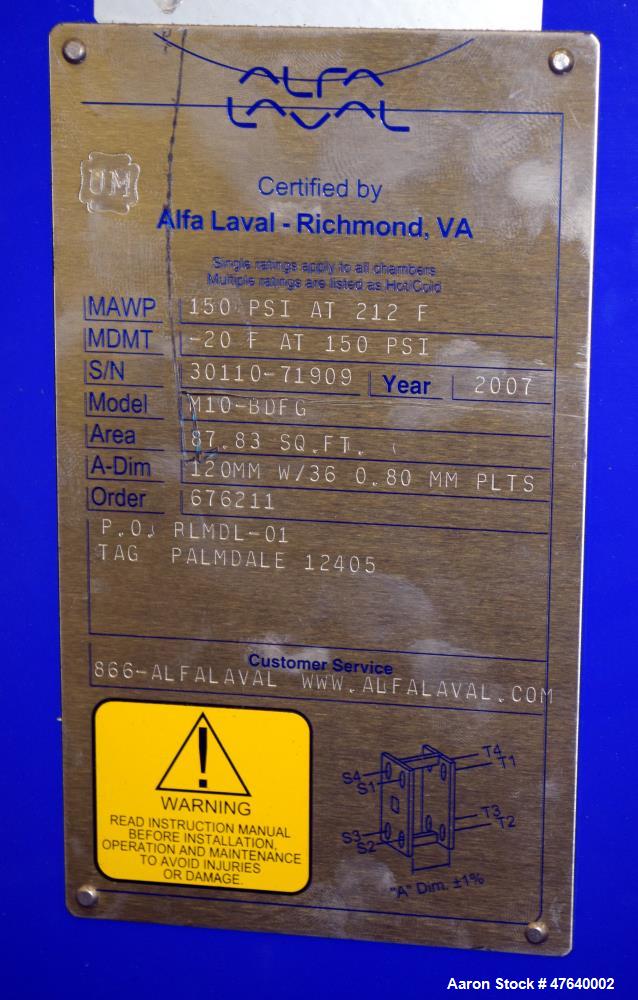 ALFA
LAVAL
UM
Certified by
Alfa Laval - Richmond, VA
Single ratings apply to all chambers
Multiple ratings are listed as Hot/Cold
MAWP 150 PSI AT 212 F
MDMT -20 F AT 150 PSI
S/N 30110-71909 Year 2007
Model M10-BDFG
Area 87.83 SQ.FT.
A-Dim 120MM W/36 0.80 MM PLTS
Order 676211
P.O. RLMDL-01
TAG PALMDALE 12405
Customer Service
866-ALFALAVAL WWW.ALFALAVAL.COM
WARNING
READ INSTRUCTION MANUAL
BEFORE INSTALLATION,
OPERATION AND MAINTENANCE
TO AVOID INJURIES
OR DAMAGE.
S4 T4
S1 T1
S3 T3
S2 T2
"A" Dim. ±1%
Aaron Stock # 47640002